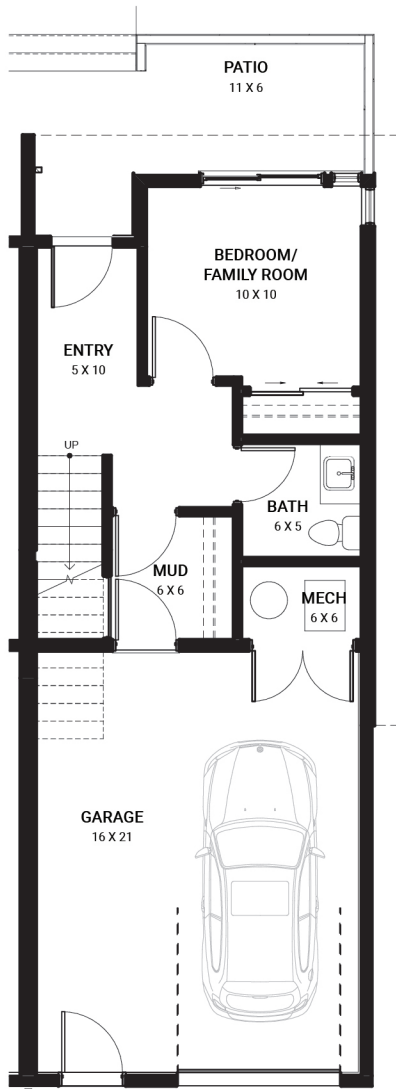 PATIO
11 X 6
BEDROOM/
FAMILY ROOM
10 X 10
ENTRY
5 X 10
UP
BATH
6 X 5
MUD
6 X 6
MECH
6 X 6
GARAGE
16 X 21